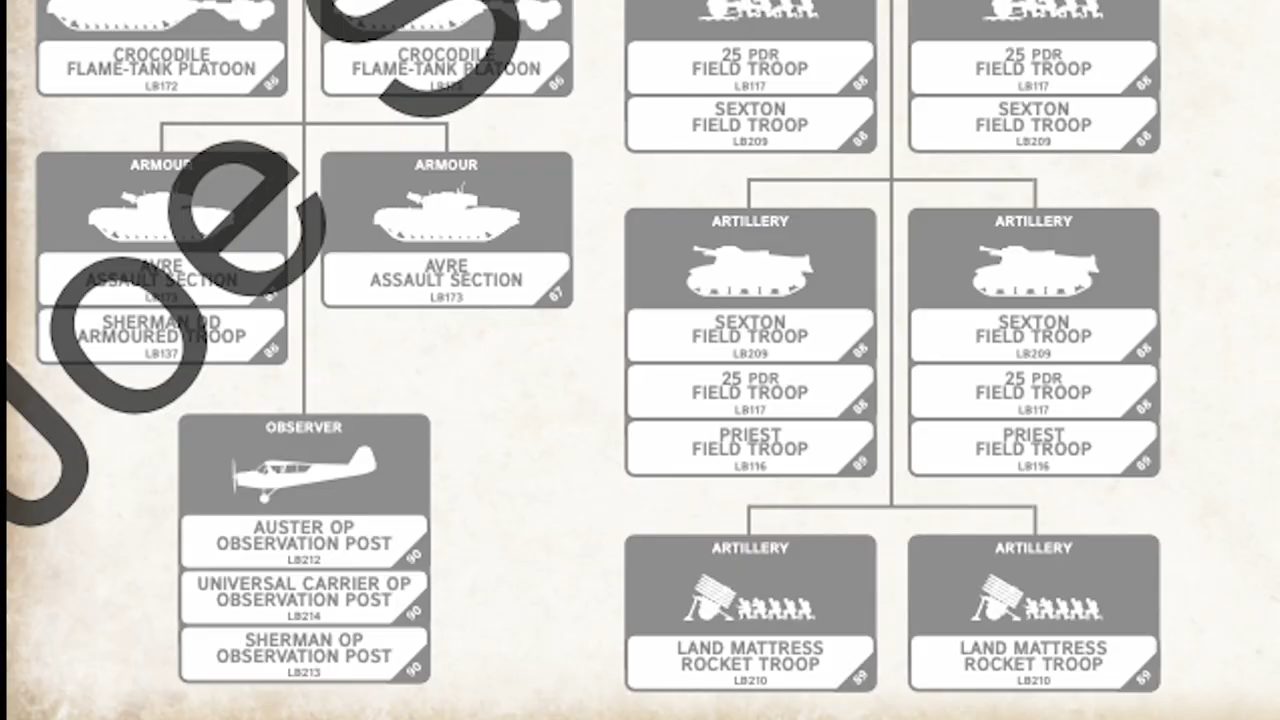 CROCODILE
FLAME-TANK PLATOON
LB172
86
CROCODILE
FLAME-TANK PLATOON
LB172
86
ARMOUR
AVRE
ASSAULT SECTION
LB173
87
SHERMAN DD
ARMOURED TROOP
LB137
86
ARMOUR
AVRE
ASSAULT SECTION
LB173
87
OBSERVER
AUSTER OP
OBSERVATION POST
LB212
90
UNIVERSAL CARRIER OP
OBSERVATION POST
LB214
90
SHERMAN OP
OBSERVATION POST
LB213
90
25 PDR
FIELD TROOP
LB117
88
SEXTON
FIELD TROOP
LB209
88
25 PDR
FIELD TROOP
LB117
88
SEXTON
FIELD TROOP
LB209
88
ARTILLERY
SEXTON
FIELD TROOP
LB209
88
25 PDR
FIELD TROOP
LB117
88
PRIEST
FIELD TROOP
LB116
89
ARTILLERY
SEXTON
FIELD TROOP
LB209
88
25 PDR
FIELD TROOP
LB117
88
PRIEST
FIELD TROOP
LB116
89
ARTILLERY
LAND MATTRESS
ROCKET TROOP
LB210
89
ARTILLERY
LAND MATTRESS
ROCKET TROOP
LB210
89
Joe s